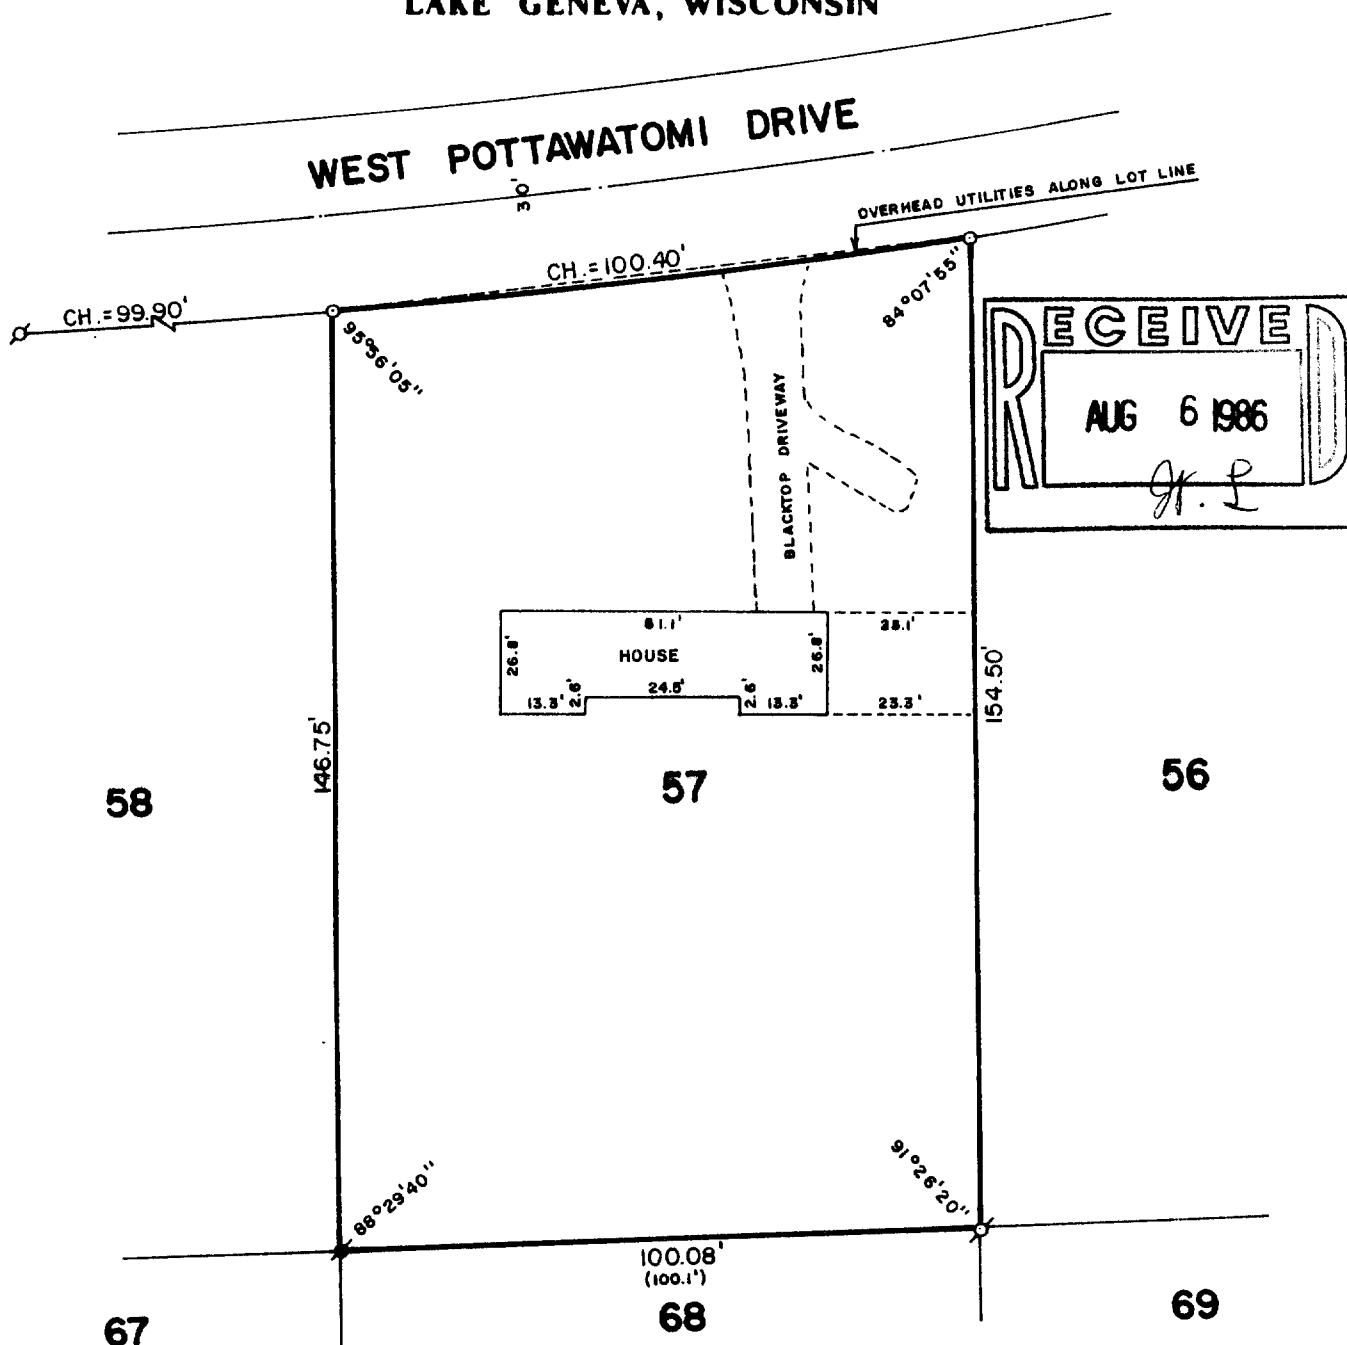 LAKE GENEVA, WISCONSIN
WEST POTTAWATOMI DRIVE
30'
OVERHEAD UTILITIES ALONG LOT LINE
CH.=100.40'
CH.=99.90'
95°56'05"
84°07'55"
RECEIVED
AUG 6 1986
BLACKTOP DRIVEWAY
51.1'
25.1'
26.8'
HOUSE
26.8'
24.5'
13.3'
2.6'
2.6'
13.3'
23.3'
146.75'
154.50'
58
57
56
88°29'40"
91°26'20"
100.08'
(100.1')
67
68
69